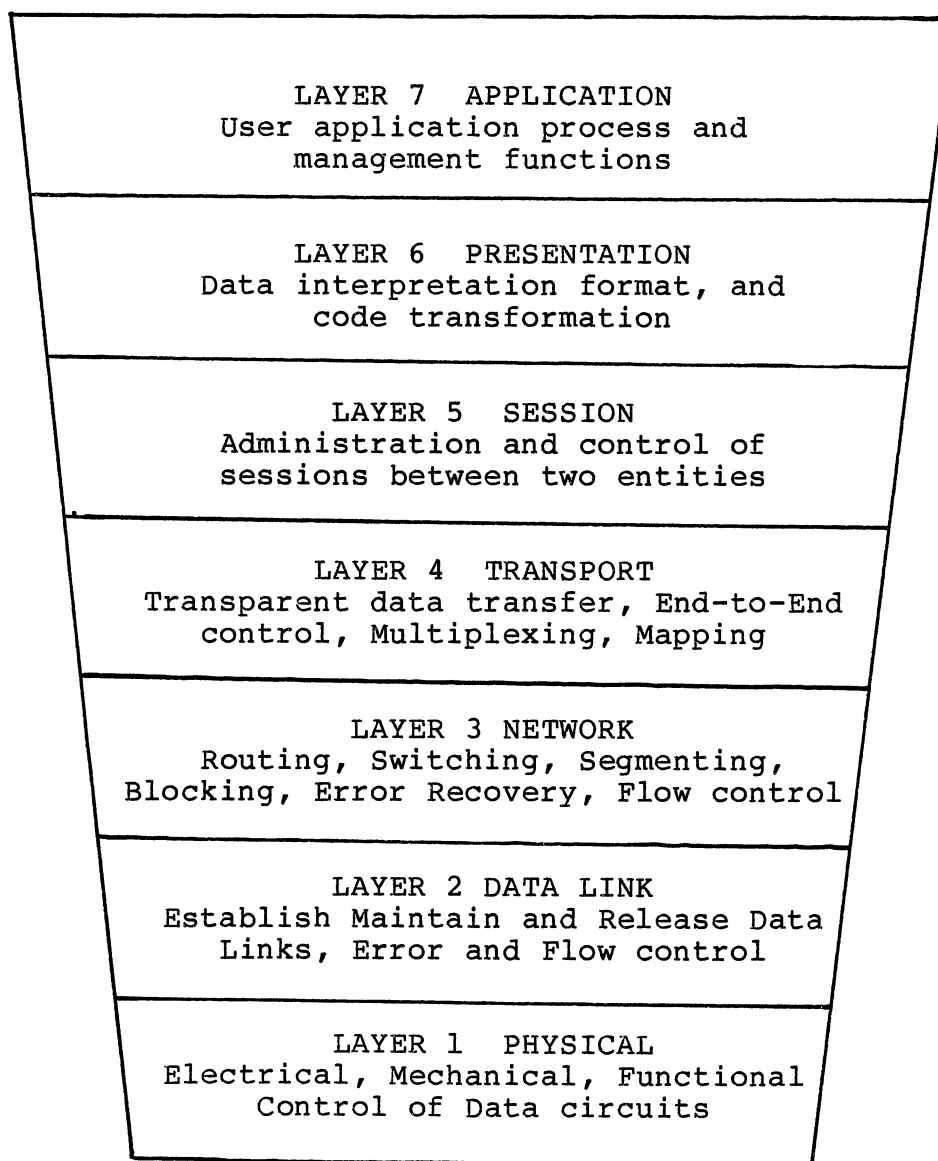 LAYER 7 APPLICATION
User application process and
management functions
LAYER 6 PRESENTATION
Data interpretation format, and
code transformation
LAYER 5 SESSION
Administration and control of
sessions between two entities
LAYER 4 TRANSPORT
Transparent data transfer, End-to-End
control, Multiplexing, Mapping
LAYER 3 NETWORK
Routing, Switching, Segmenting,
Blocking, Error Recovery, Flow control
LAYER 2 DATA LINK
Establish Maintain and Release Data
Links, Error and Flow control
LAYER 1 PHYSICAL
Electrical, Mechanical, Functional
Control of Data circuits